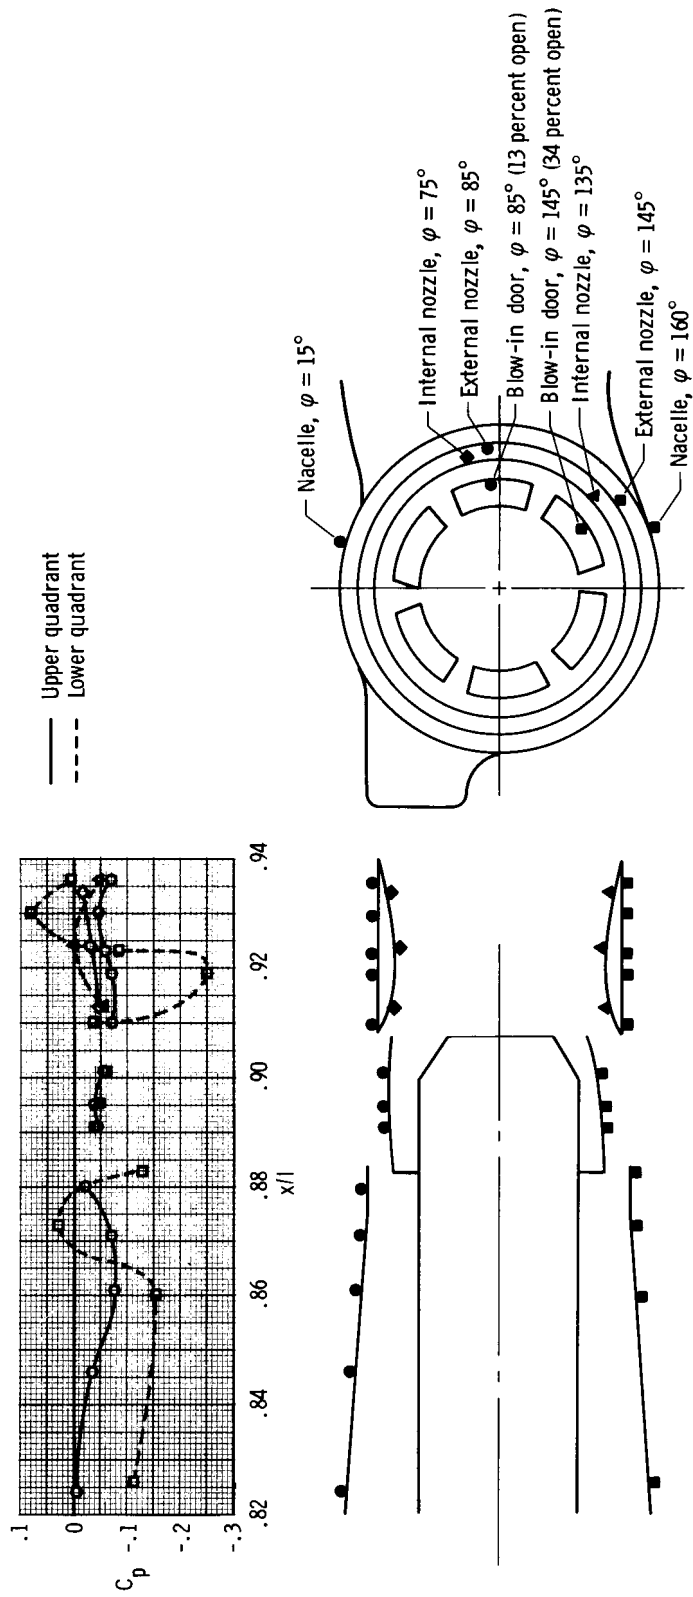 Upper quadrant
Lower quadrant
.1
0
-.1
-.2
-.3
Cp
.82
.84
.86
.88
.90
.92
.94
x/l
Nacelle, φ = 15°
Internal nozzle, φ = 75°
External nozzle, φ = 85°
Blow-in door, φ = 85° (13 percent open)
Blow-in door, φ = 145° (34 percent open)
Internal nozzle, φ = 135°
External nozzle, φ = 145°
Nacelle, φ = 160°